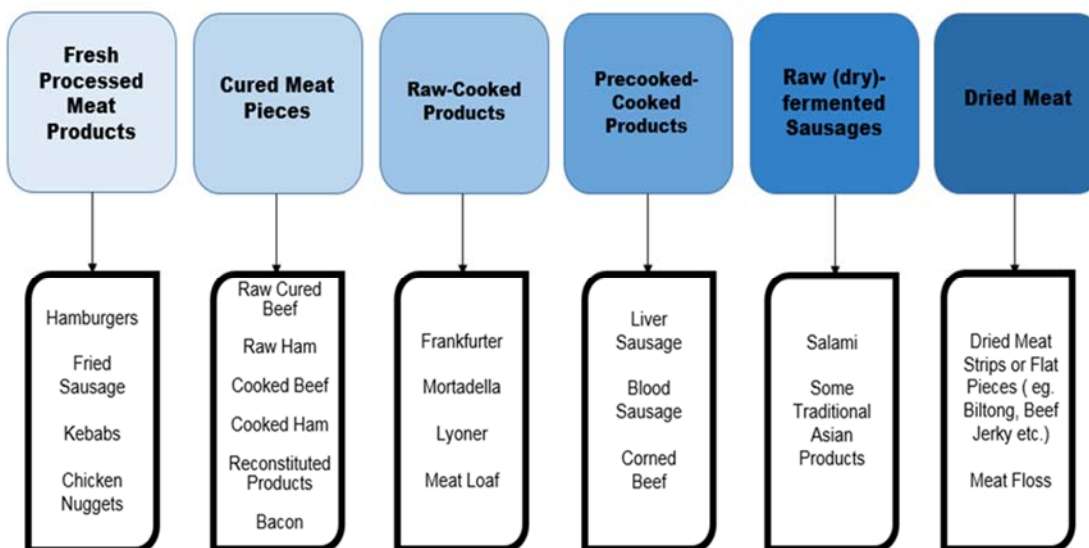 Fresh
Processed
Meat
Products
Cured Meat
Pieces
Raw-Cooked
Products
Precooked-
Cooked
Products
Raw (dry)-
fermented
Sausages
Dried Meat
Hamburgers
Fried
Sausage
Kebabs
Chicken
Nuggets
Raw Cured
Beef
Raw Ham
Cooked Beef
Cooked Ham
Reconstituted
Products
Bacon
Frankfurter
Mortadella
Lyoner
Meat Loaf
Liver
Sausage
Blood
Sausage
Corned
Beef
Salami
Some
Traditional
Asian
Products
Dried Meat
Strips or Flat
Pieces ( eg.
Biltong, Beef
Jerky etc.)
Meat Floss